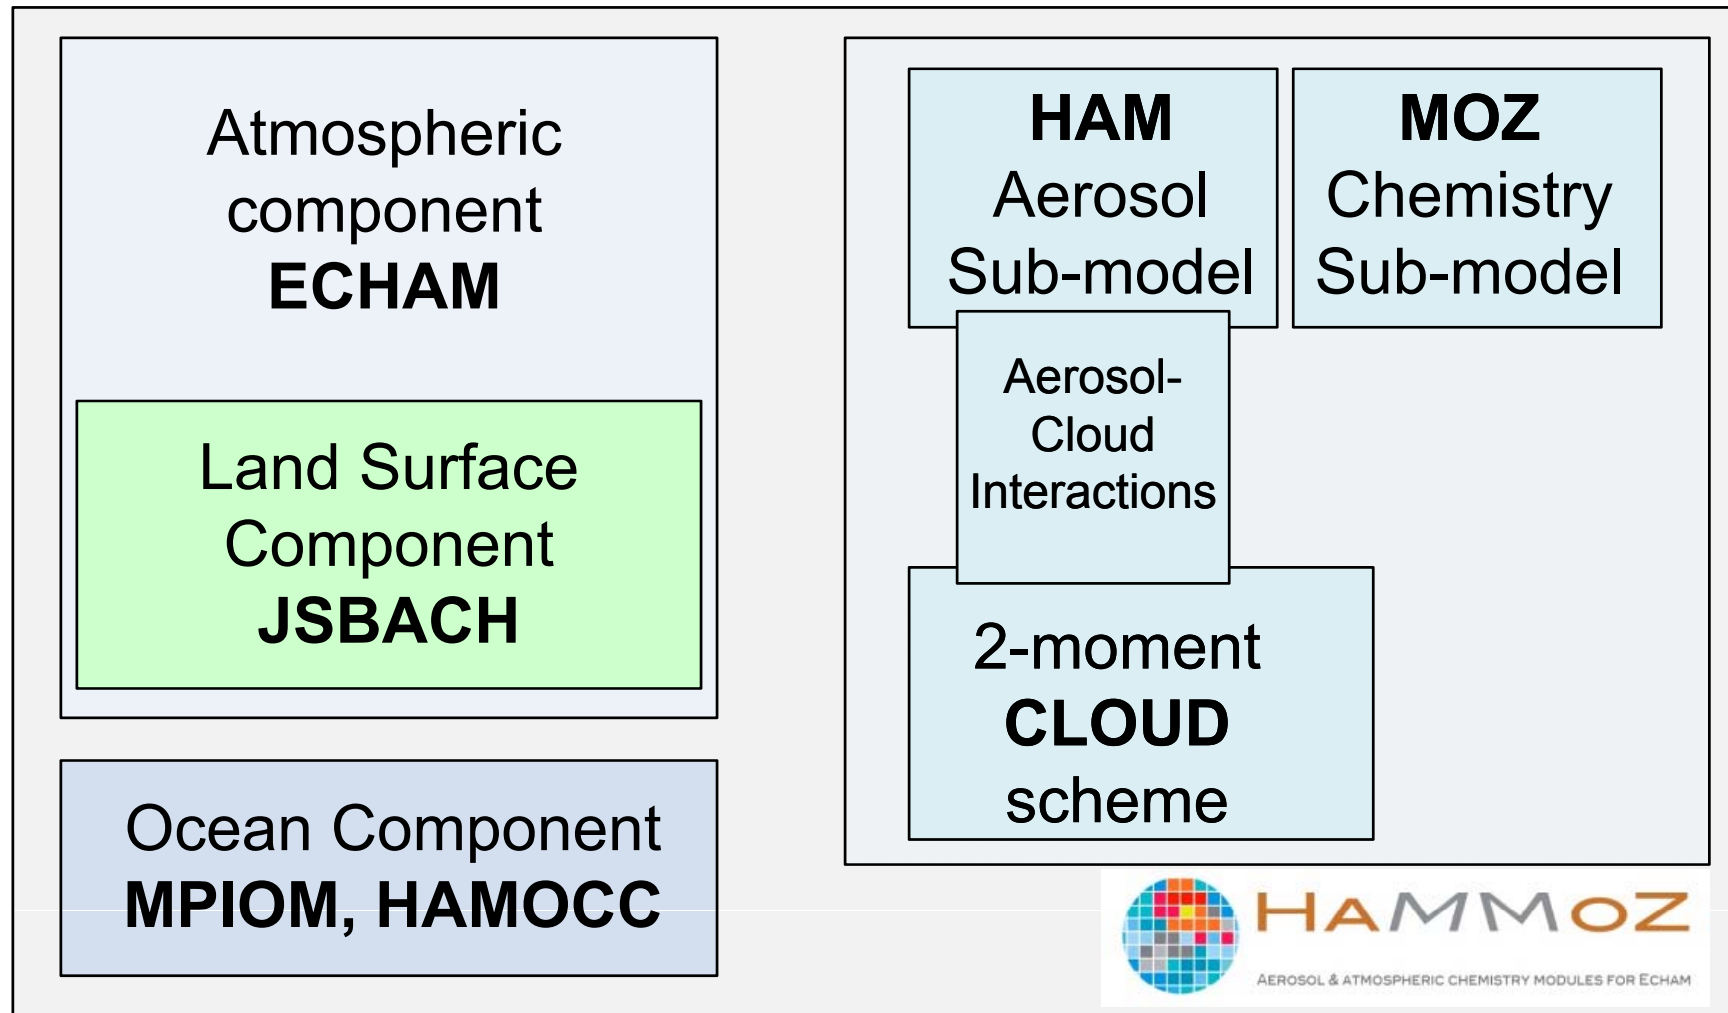 Atmospheric
component
ECHAM
Land Surface
Component
JSBACH
Ocean Component
MPIOM, HAMOCC
HAM
Aerosol
Sub-model
MOZ
Chemistry
Sub-model
Aerosol-
Cloud
Interactions
2-moment
CLOUD
scheme
HAMMOZ
AEROSOL & ATMOSPHERIC CHEMISTRY MODULES FOR ECHAM